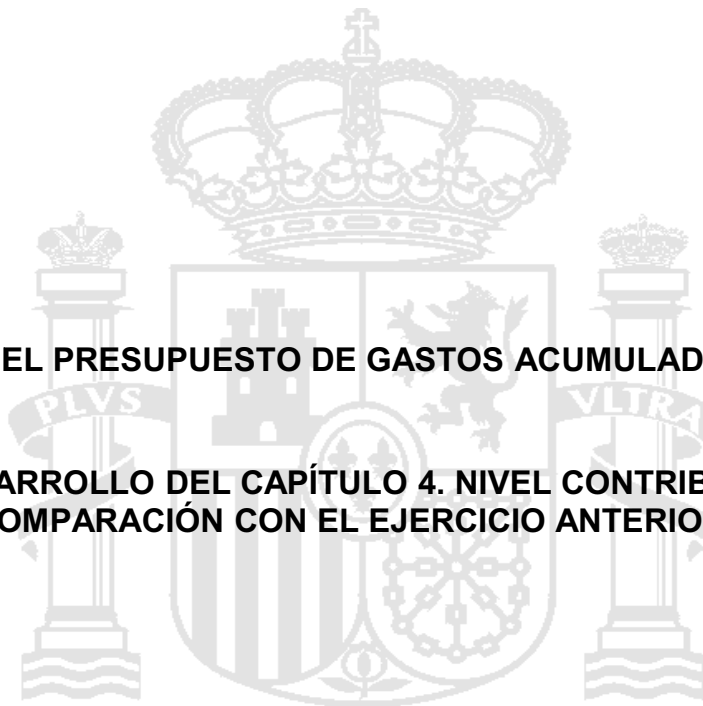 EL PRESUPUESTO DE GASTOS ACUMULAD
PLVS VLTRA
ARROLLO DEL CAPÍTULO 4. NIVEL CONTRIB
OMPARACIÓN CON EL EJERCICIO ANTERIO